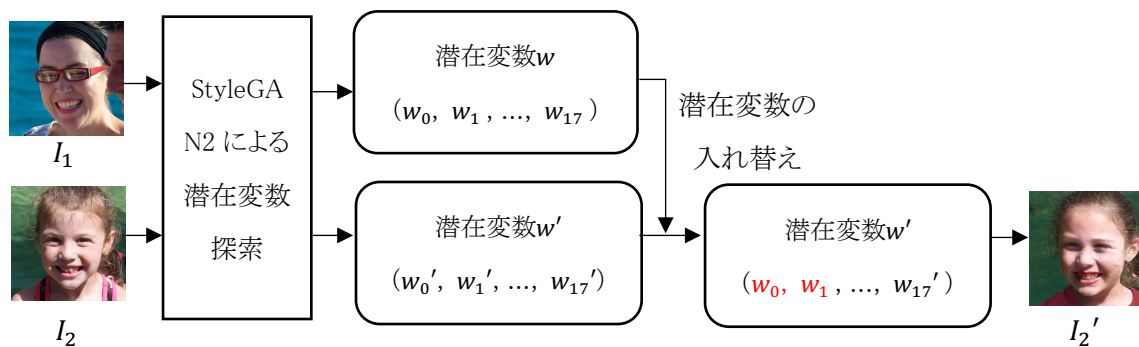 I₁
I₂
StyleGA
N2 による
潜在変数
探索
潜在変数w
(w₀, w₁ , …, w₁₇ )
潜在変数w′
(w₀′, w₁′, …, w₁₇′)
潜在変数の
入れ替え
潜在変数w′
(w₀, w₁ , …, w₁₇′)
I₂′